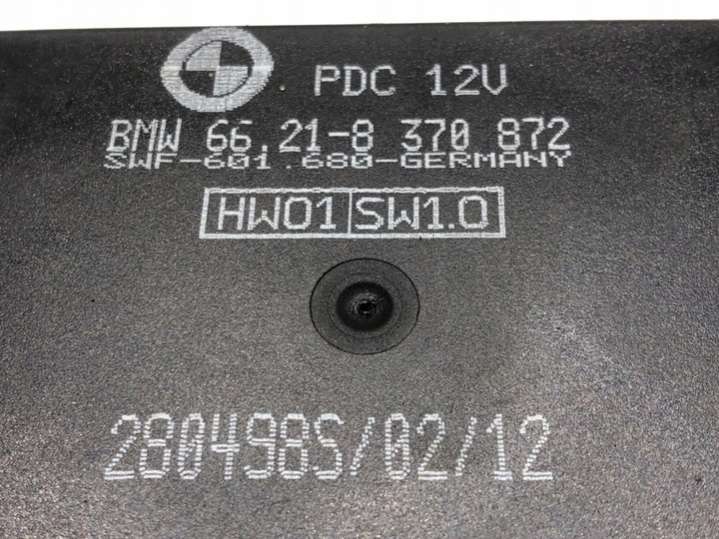 PDC 12V
BMW 66.21-8 370 872
SWF-601.680-GERMANY
HW01 SW1.0
280498S/02/12